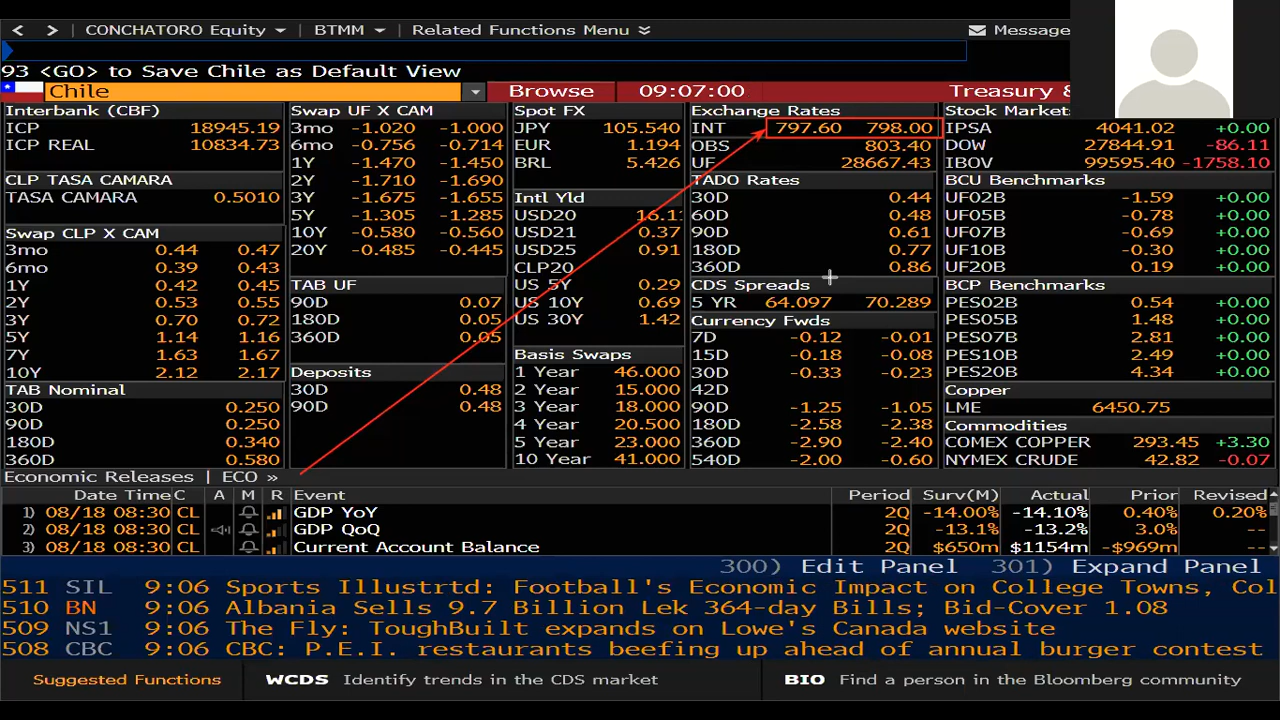 < > CONCHATORO Equity BTMM Related Functions Menu Message
93 <GO> to Save Chile as Default View
Chile Browse 09:07:00 Treasury &
Interbank (CBF)
ICP 18945.19
ICP REAL 10834.73
CLP TASA CAMARA
TASA CAMARA 0.5010
Swap CLP X CAM
3mo 0.44 0.47
6mo 0.39 0.43
1Y 0.42 0.45
2Y 0.53 0.55
3Y 0.70 0.72
5Y 1.14 1.16
7Y 1.63 1.67
10Y 2.12 2.17
TAB Nominal
30D 0.250
90D 0.250
180D 0.340
360D 0.580
Swap UF X CAM
3mo -1.020 -1.000
6mo -0.756 -0.714
1Y -1.470 -1.450
2Y -1.710 -1.690
3Y -1.675 -1.655
5Y -1.305 -1.285
10Y -0.580 -0.560
20Y -0.485 -0.445
TAB UF
90D 0.07
180D 0.05
360D 0.05
Deposits
30D 0.48
90D 0.48
Spot FX
JPY 105.540
EUR 1.194
BRL 5.426
Intl Yld
USD20 16.11
USD21 0.37
USD25 0.91
CLP20
US 5Y 0.29
US 10Y 0.69
US 30Y 1.42
Basis Swaps
1 Year 46.000
2 Year 15.000
3 Year 18.000
4 Year 20.500
5 Year 23.000
10 Year 41.000
Exchange Rates
INT 797.60 798.00
OBS 803.40
UF 28667.43
TADO Rates
30D 0.44
60D 0.48
90D 0.61
180D 0.77
360D 0.86
CDS Spreads
5 YR 64.097 70.289
Currency Fwds
7D -0.12 -0.01
15D -0.18 -0.08
30D -0.33 -0.23
42D
90D -1.25 -1.05
180D -2.58 -2.38
360D -2.90 -2.40
540D -2.00 -0.60
Stock Market
IPSA 4041.02 +0.00
DOW 27844.91 -86.11
IBOV 99595.40 -1758.10
BCU Benchmarks
UF02B -1.59 +0.00
UF05B -0.78 +0.00
UF07B -0.69 +0.00
UF10B -0.30 +0.00
UF20B 0.19 +0.00
BCP Benchmarks
PES02B 0.54 +0.00
PES05B 1.48 +0.00
PES07B 2.81 +0.00
PES10B 2.49 +0.00
PES20B 4.34 +0.00
Copper
LME 6450.75
Commodities
COMEX COPPER 293.45 +3.30
NYMEX CRUDE 42.82 -0.07
Economic Releases | ECO »
Date Time C A M R Event Period Surv(M) Actual Prior Revised
1) 08/18 08:30 CL GDP YoY 2Q -14.00% -14.10% 0.40% 0.20%
2) 08/18 08:30 CL GDP QoQ 2Q -13.1% -13.2% 3.0% --
3) 08/18 08:30 CL Current Account Balance 2Q $650m $1154m -$969m --
300) Edit Panel 301) Expand Panel
511 SIL 9:06 Sports Illustrtd: Football's Economic Impact on College Towns, Col
510 BN 9:06 Albania Sells 9.7 Billion Lek 364-day Bills; Bid-Cover 1.08
509 NS1 9:06 The Fly: ToughBuilt expands on Lowe's Canada website
508 CBC 9:06 CBC: P.E.I. restaurants beefing up ahead of annual burger contest
Suggested Functions WCDS Identify trends in the CDS market BIO Find a person in the Bloomberg community